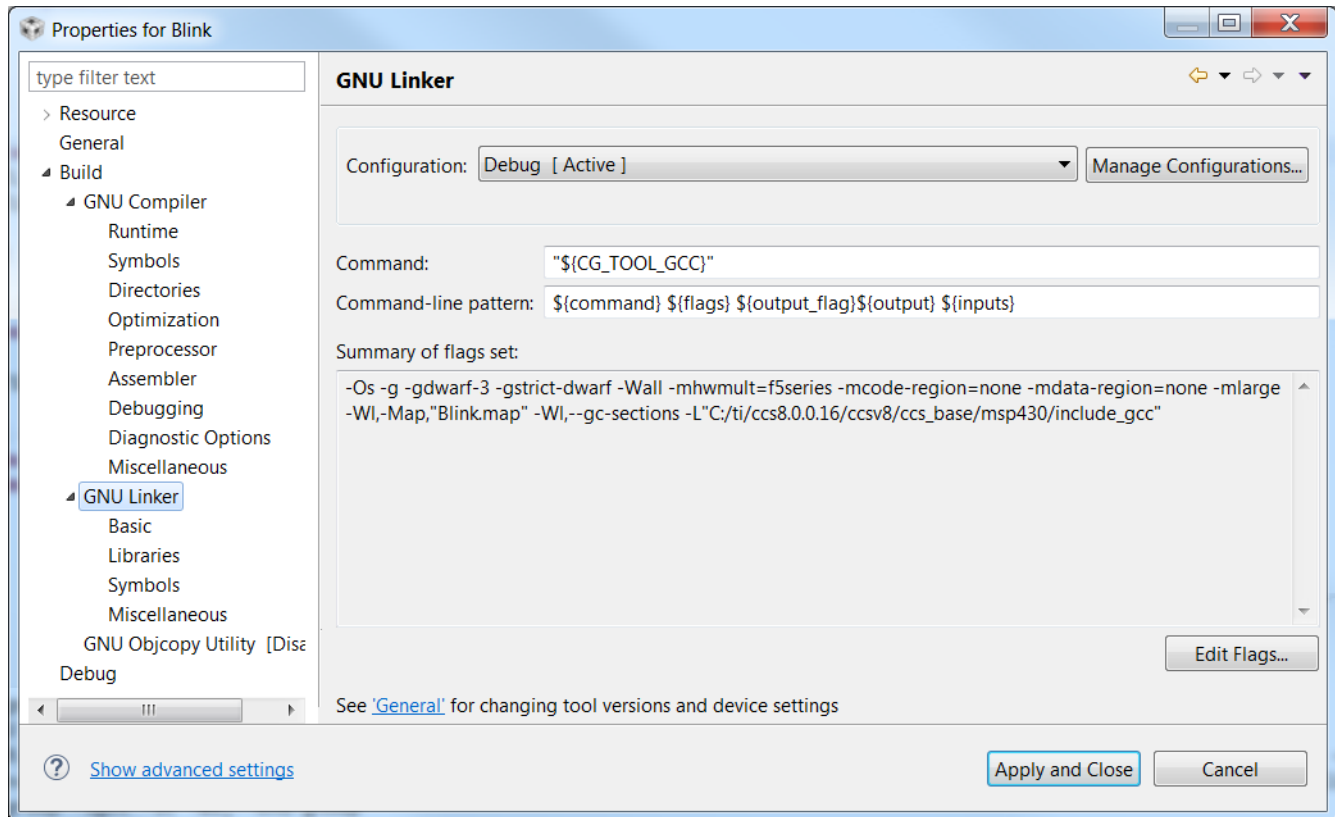 Properties for Blink
type filter text
Resource
General
Build
GNU Compiler
Runtime
Symbols
Directories
Optimization
Preprocessor
Assembler
Debugging
Diagnostic Options
Miscellaneous
GNU Linker
Basic
Libraries
Symbols
Miscellaneous
GNU Objcopy Utility [Disa
Debug
GNU Linker
Configuration: Debug [ Active ] Manage Configurations...
Command: "${CG_TOOL_GCC}"
Command-line pattern: ${command} ${flags} ${output_flag}${output} ${inputs}
Summary of flags set:
-Os -g -gdwarf-3 -gstrict-dwarf -Wall -mhwmult=f5series -mcode-region=none -mdata-region=none -mlarge
-Wl,-Map,"Blink.map" -Wl,--gc-sections -L"C:/ti/ccs8.0.0.16/ccsv8/ccs_base/msp430/include_gcc"
Edit Flags...
See 'General' for changing tool versions and device settings
Show advanced settings
Apply and Close
Cancel